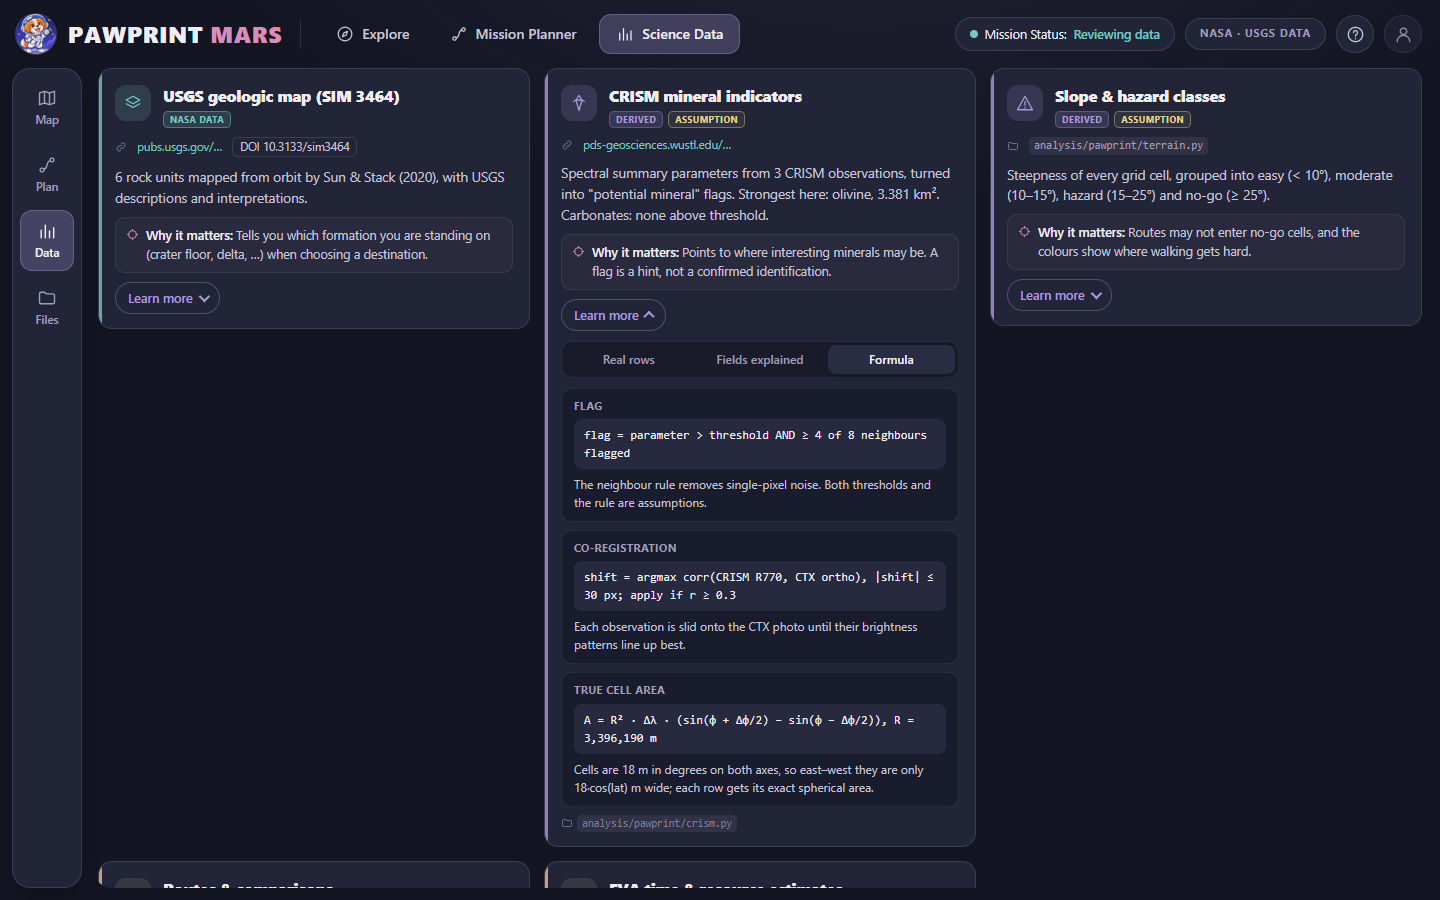 PAWPRINT MARS
Explore
Mission Planner
Science Data
Mission Status: Reviewing data
NASA · USGS DATA
Map
Plan
Data
Files
USGS geologic map (SIM 3464)
NASA DATA
pubs.usgs.gov/...
DOI 10.3133/sim3464
6 rock units mapped from orbit by Sun & Stack (2020), with USGS
descriptions and interpretations.
Why it matters: Tells you which formation you are standing on
(crater floor, delta, ...) when choosing a destination.
Learn more
CRISM mineral indicators
DERIVED
ASSUMPTION
pds-geosciences.wustl.edu/...
Spectral summary parameters from 3 CRISM observations, turned
into "potential mineral" flags. Strongest here: olivine, 3.381 km².
Carbonates: none above threshold.
Why it matters: Points to where interesting minerals may be. A
flag is a hint, not a confirmed identification.
Learn more
Real rows
Fields explained
Formula
FLAG
flag = parameter > threshold AND ≥ 4 of 8 neighbours
flagged
The neighbour rule removes single-pixel noise. Both thresholds and
the rule are assumptions.
CO-REGISTRATION
shift = argmax corr(CRISM R770, CTX ortho), |shift| ≤
30 px; apply if r ≥ 0.3
Each observation is slid onto the CTX photo until their brightness
patterns line up best.
TRUE CELL AREA
A = R² · Δλ · (sin(ϕ + Δϕ/2) − sin(ϕ − Δϕ/2)), R =
3,396,190 m
Cells are 18 m in degrees on both axes, so east–west they are only
18·cos(lat) m wide; each row gets its exact spherical area.
analysis/pawprint/crism.py
Slope & hazard classes
DERIVED
ASSUMPTION
analysis/pawprint/terrain.py
Steepness of every grid cell, grouped into easy (< 10°), moderate
(10–15°), hazard (15–25°) and no-go (≥ 25°).
Why it matters: Routes may not enter no-go cells, and the
colours show where walking gets hard.
Learn more